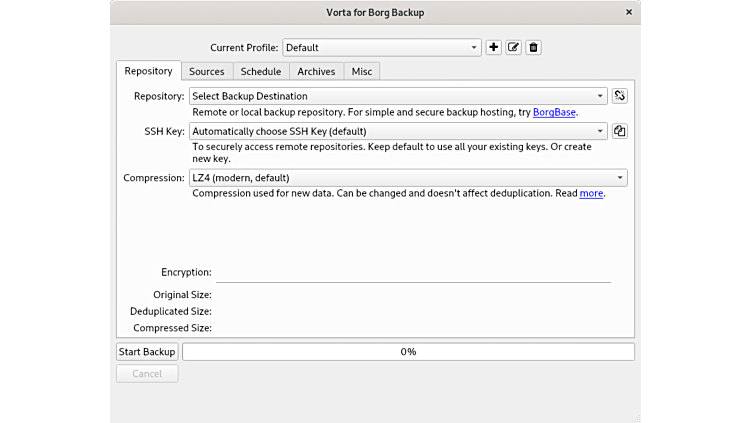 Vorta for Borg Backup
Current Profile: Default
Repository Sources Schedule Archives Misc
Repository: Select Backup Destination
Remote or local backup repository. For simple and secure backup hosting, try BorgBase.
SSH Key: Automatically choose SSH Key (default)
To securely access remote repositories. Keep default to use all your existing keys. Or create
new key.
Compression: LZ4 (modern, default)
Compression used for new data. Can be changed and doesn't affect deduplication. Read more.
Encryption:
Original Size:
Deduplicated Size:
Compressed Size:
Start Backup 0%
Cancel